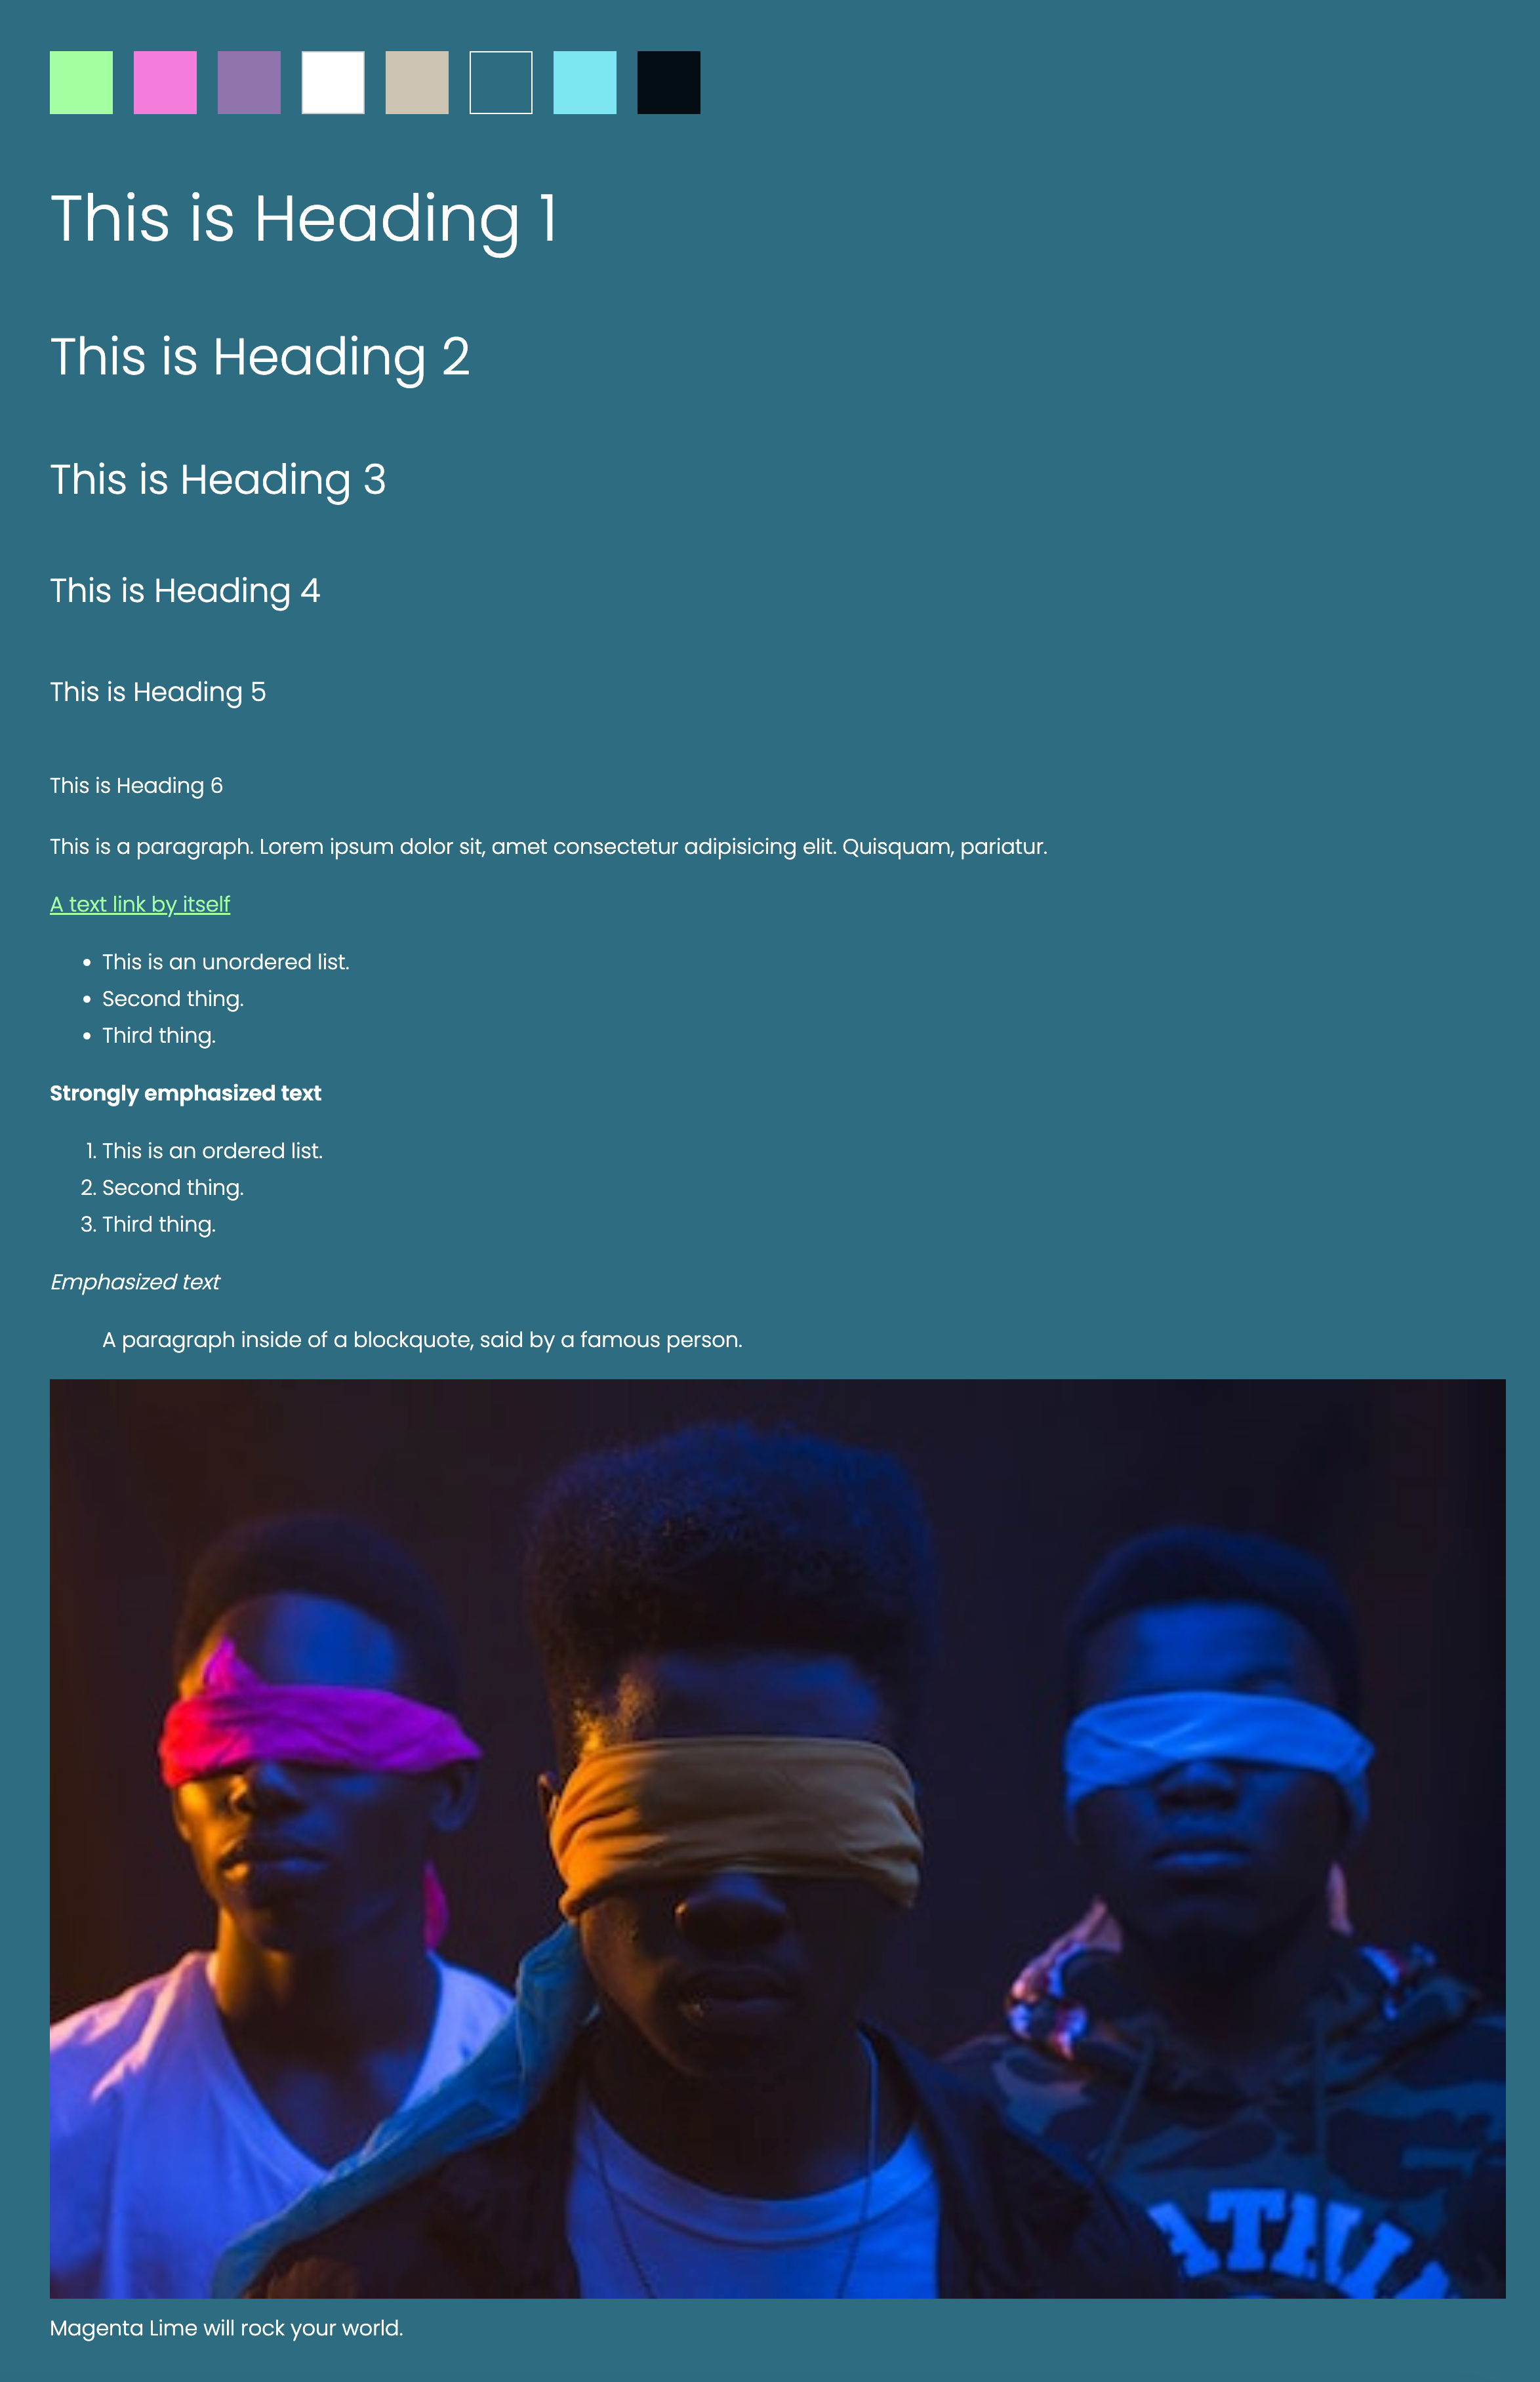 This is Heading 1
This is Heading 2
This is Heading 3
This is Heading 4
This is Heading 5
This is Heading 6
This is a paragraph. Lorem ipsum dolor sit, amet consectetur adipisicing elit. Quisquam, pariatur.
A text link by itself
• This is an unordered list.
• Second thing.
• Third thing.
Strongly emphasized text
1. This is an ordered list.
2. Second thing.
3. Third thing.
Emphasized text
A paragraph inside of a blockquote, said by a famous person.
Magenta Lime will rock your world.